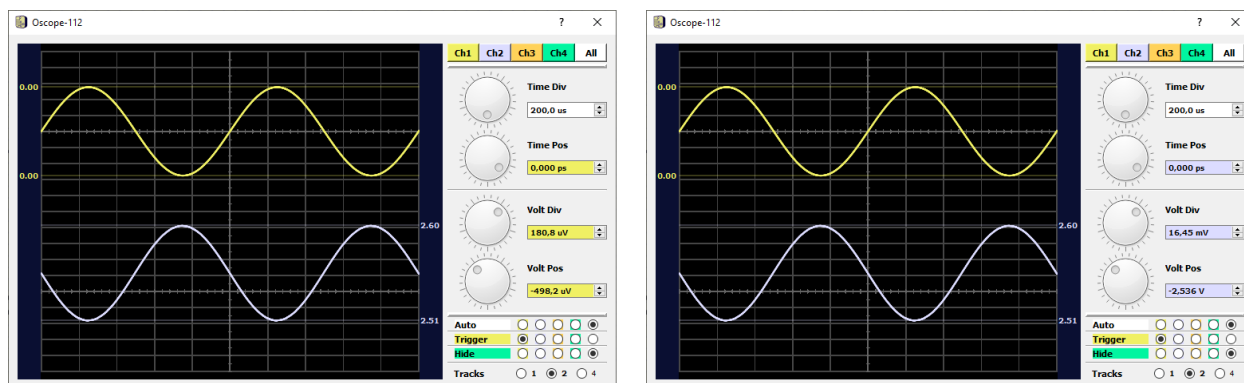 Oscope-112 ? ×
Ch1 Ch2 Ch3 Ch4 All
0.00
0.00
2.60
2.51
Time Div
200,0 us
Time Pos
0,000 ps
Volt Div
180,8 uV
Volt Pos
-498,2 uV
Auto
Trigger
Hide
Tracks 1 2 4
Oscope-112 ? ×
Ch1 Ch2 Ch3 Ch4 All
0.00
0.00
2.60
2.51
Time Div
200,0 us
Time Pos
0,000 ps
Volt Div
16,45 mV
Volt Pos
-2,536 V
Auto
Trigger
Hide
Tracks 1 2 4